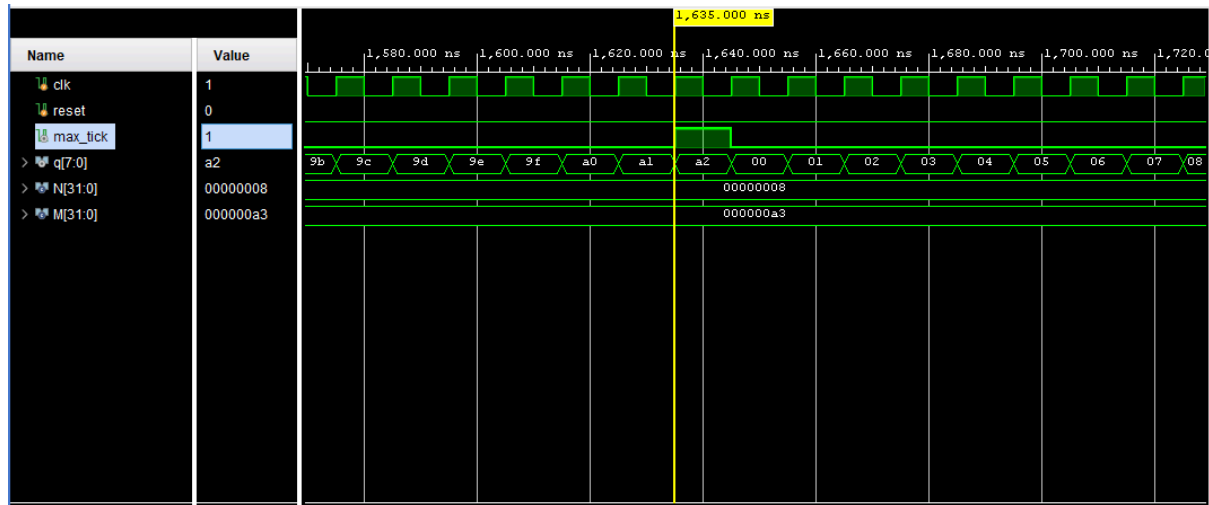 1,635.000 ns
Name Value
1,580.000 ns 1,600.000 ns 1,620.000 ns 1,640.000 ns 1,660.000 ns 1,680.000 ns 1,700.000 ns 1,720.0
clk 1
reset 0
max_tick 1
> q[7:0] a2 9b 9c 9d 9e 9f a0 a1 a2 00 01 02 03 04 05 06 07 08
> N[31:0] 00000008 00000008
> M[31:0] 000000a3 000000a3